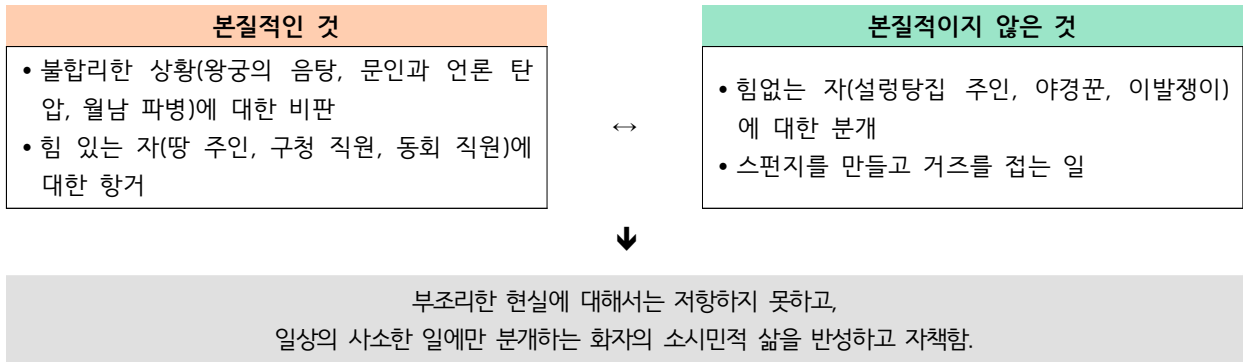 본질적인 것
• 불합리한 상황(왕궁의 음탕, 문인과 언론 탄
압, 월남 파병)에 대한 비판
• 힘 있는 자(땅 주인, 구청 직원, 동회 직원)에
대한 항거
↔
본질적이지 않은 것
• 힘없는 자(설렁탕집 주인, 야경꾼, 이발쟁이)
에 대한 분개
• 스펀지를 만들고 거즈를 접는 일
부조리한 현실에 대해서는 저항하지 못하고,
일상의 사소한 일에만 분개하는 화자의 소시민적 삶을 반성하고 자책함.